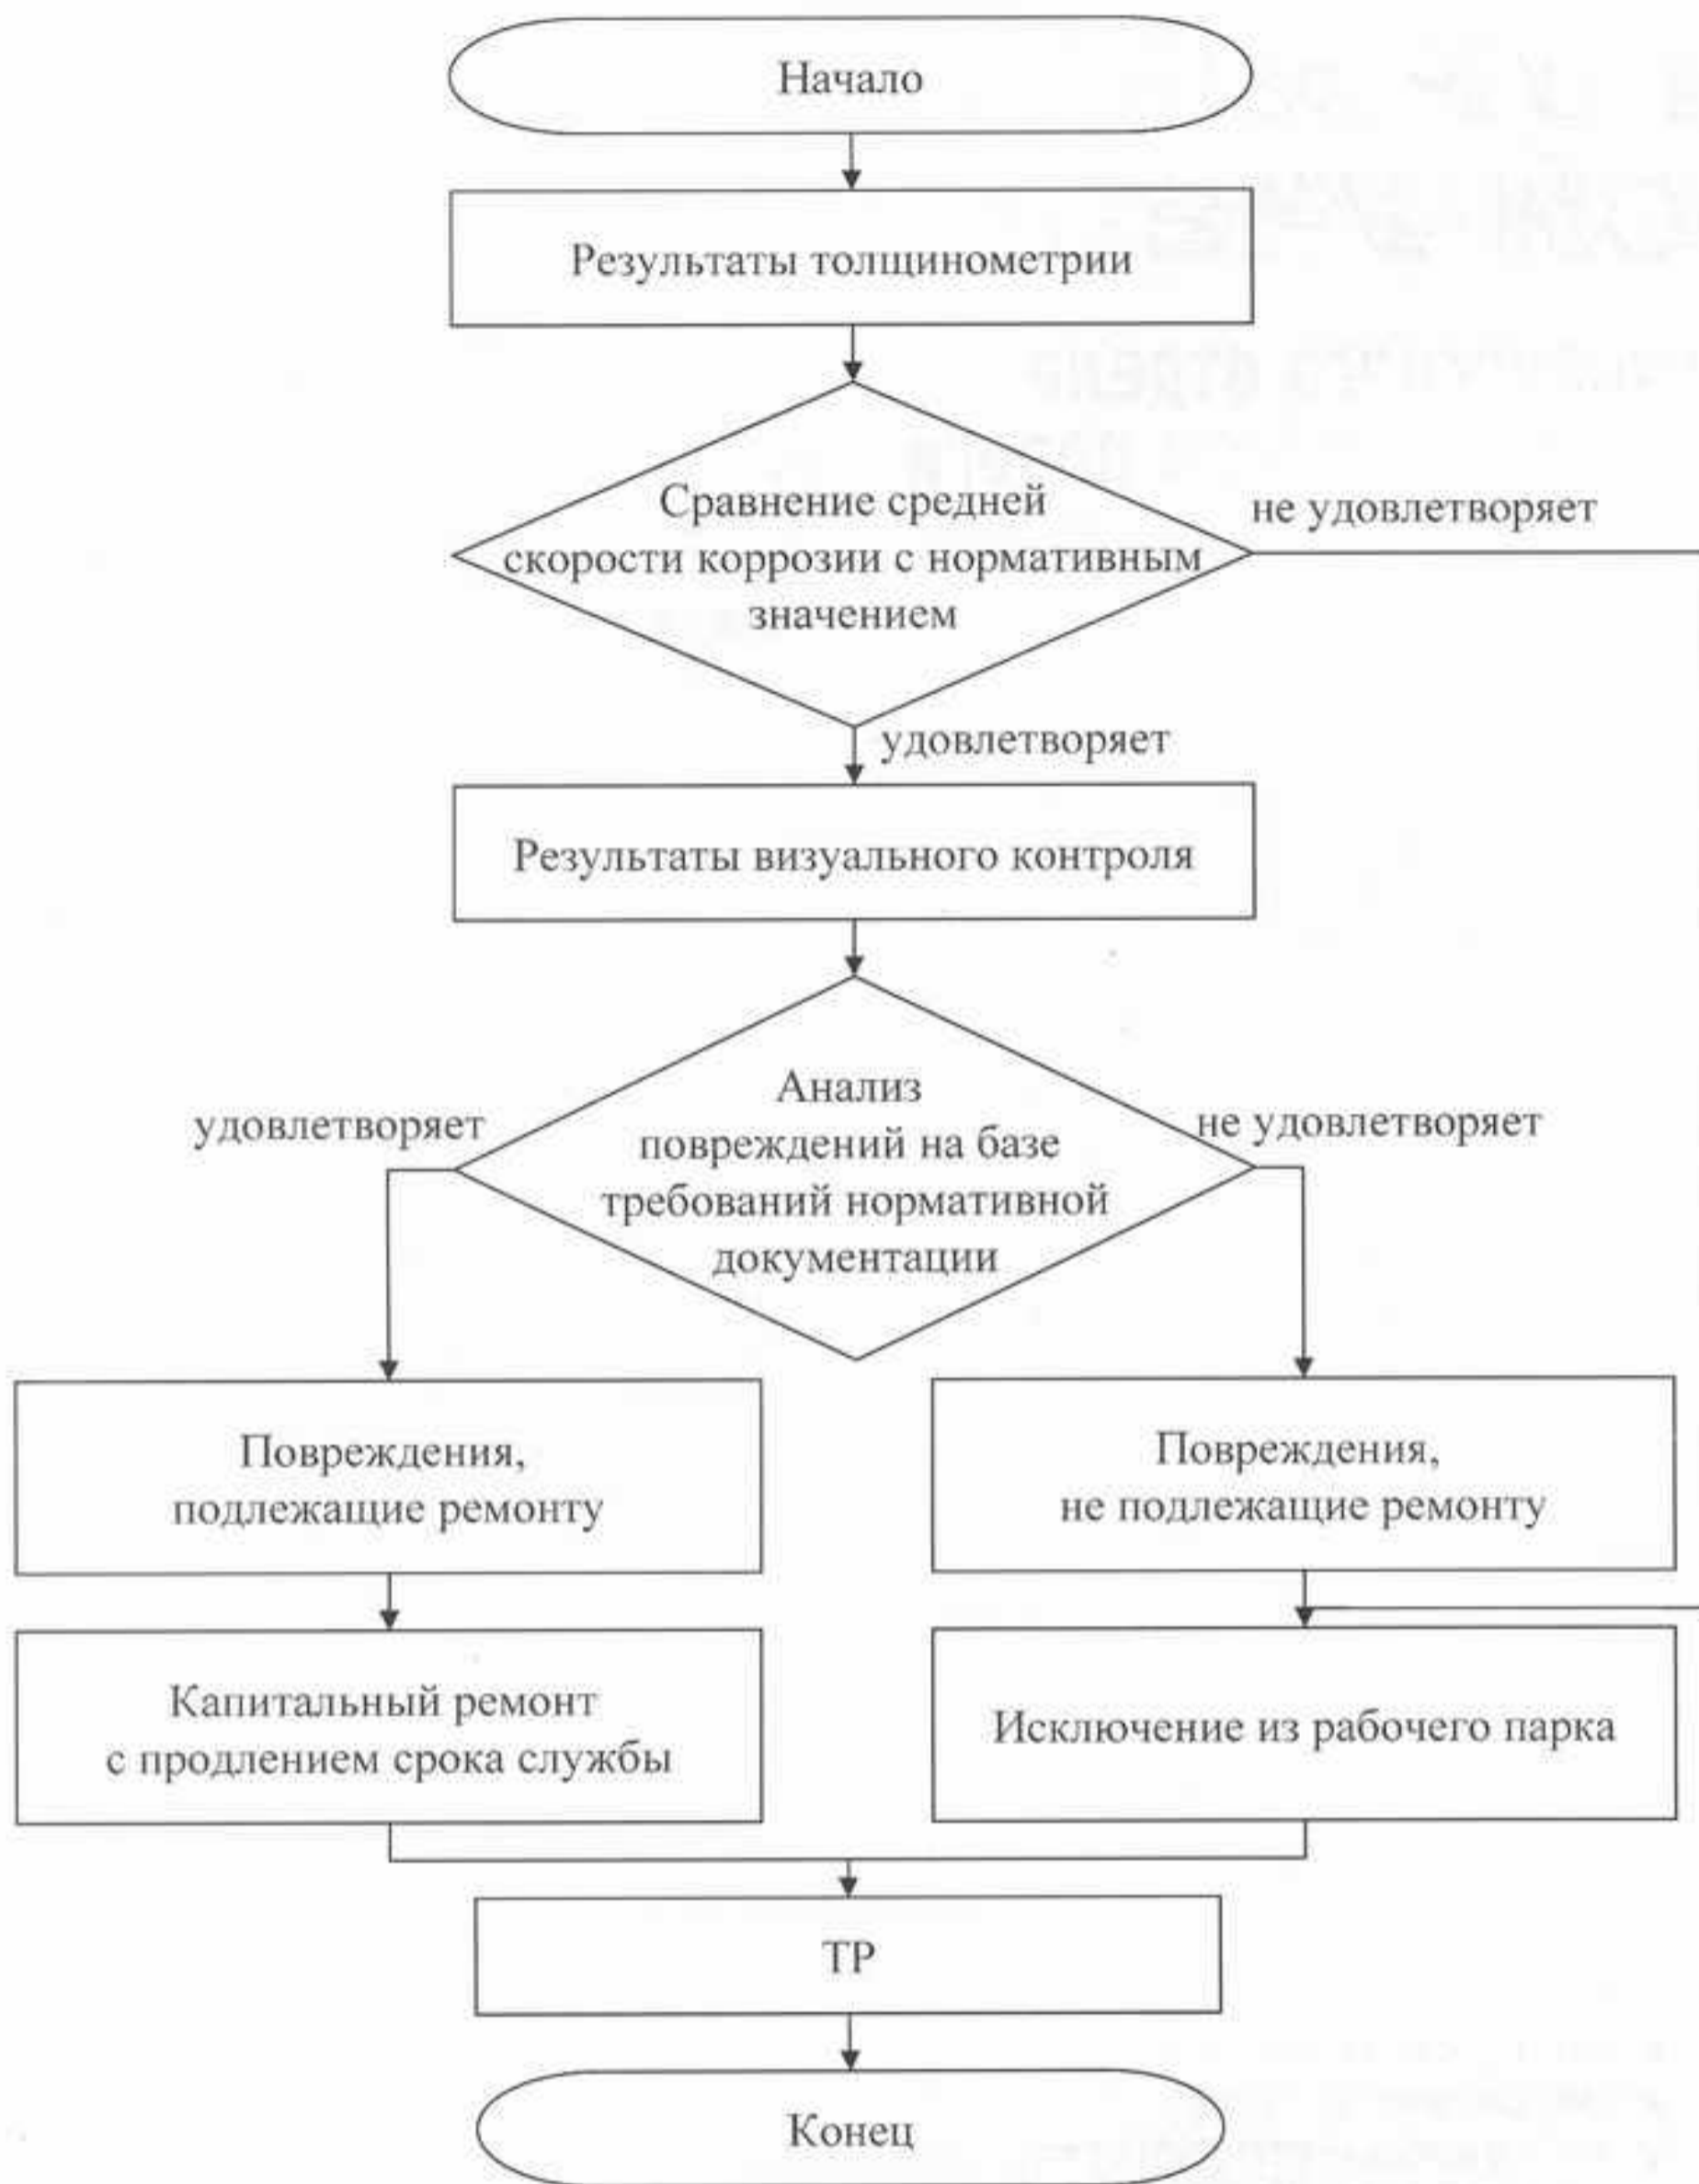 Начало
Результаты толщинометрии
Сравнение средней
скорости коррозии с нормативным
значением
не удовлетворяет
удовлетворяет
Результаты визуального контроля
Анализ
повреждений на базе
требований нормативной
документации
удовлетворяет
не удовлетворяет
Повреждения,
подлежащие ремонту
Повреждения,
не подлежащие ремонту
Капитальный ремонт
с продлением срока службы
Исключение из рабочего парка
ТР
Конец